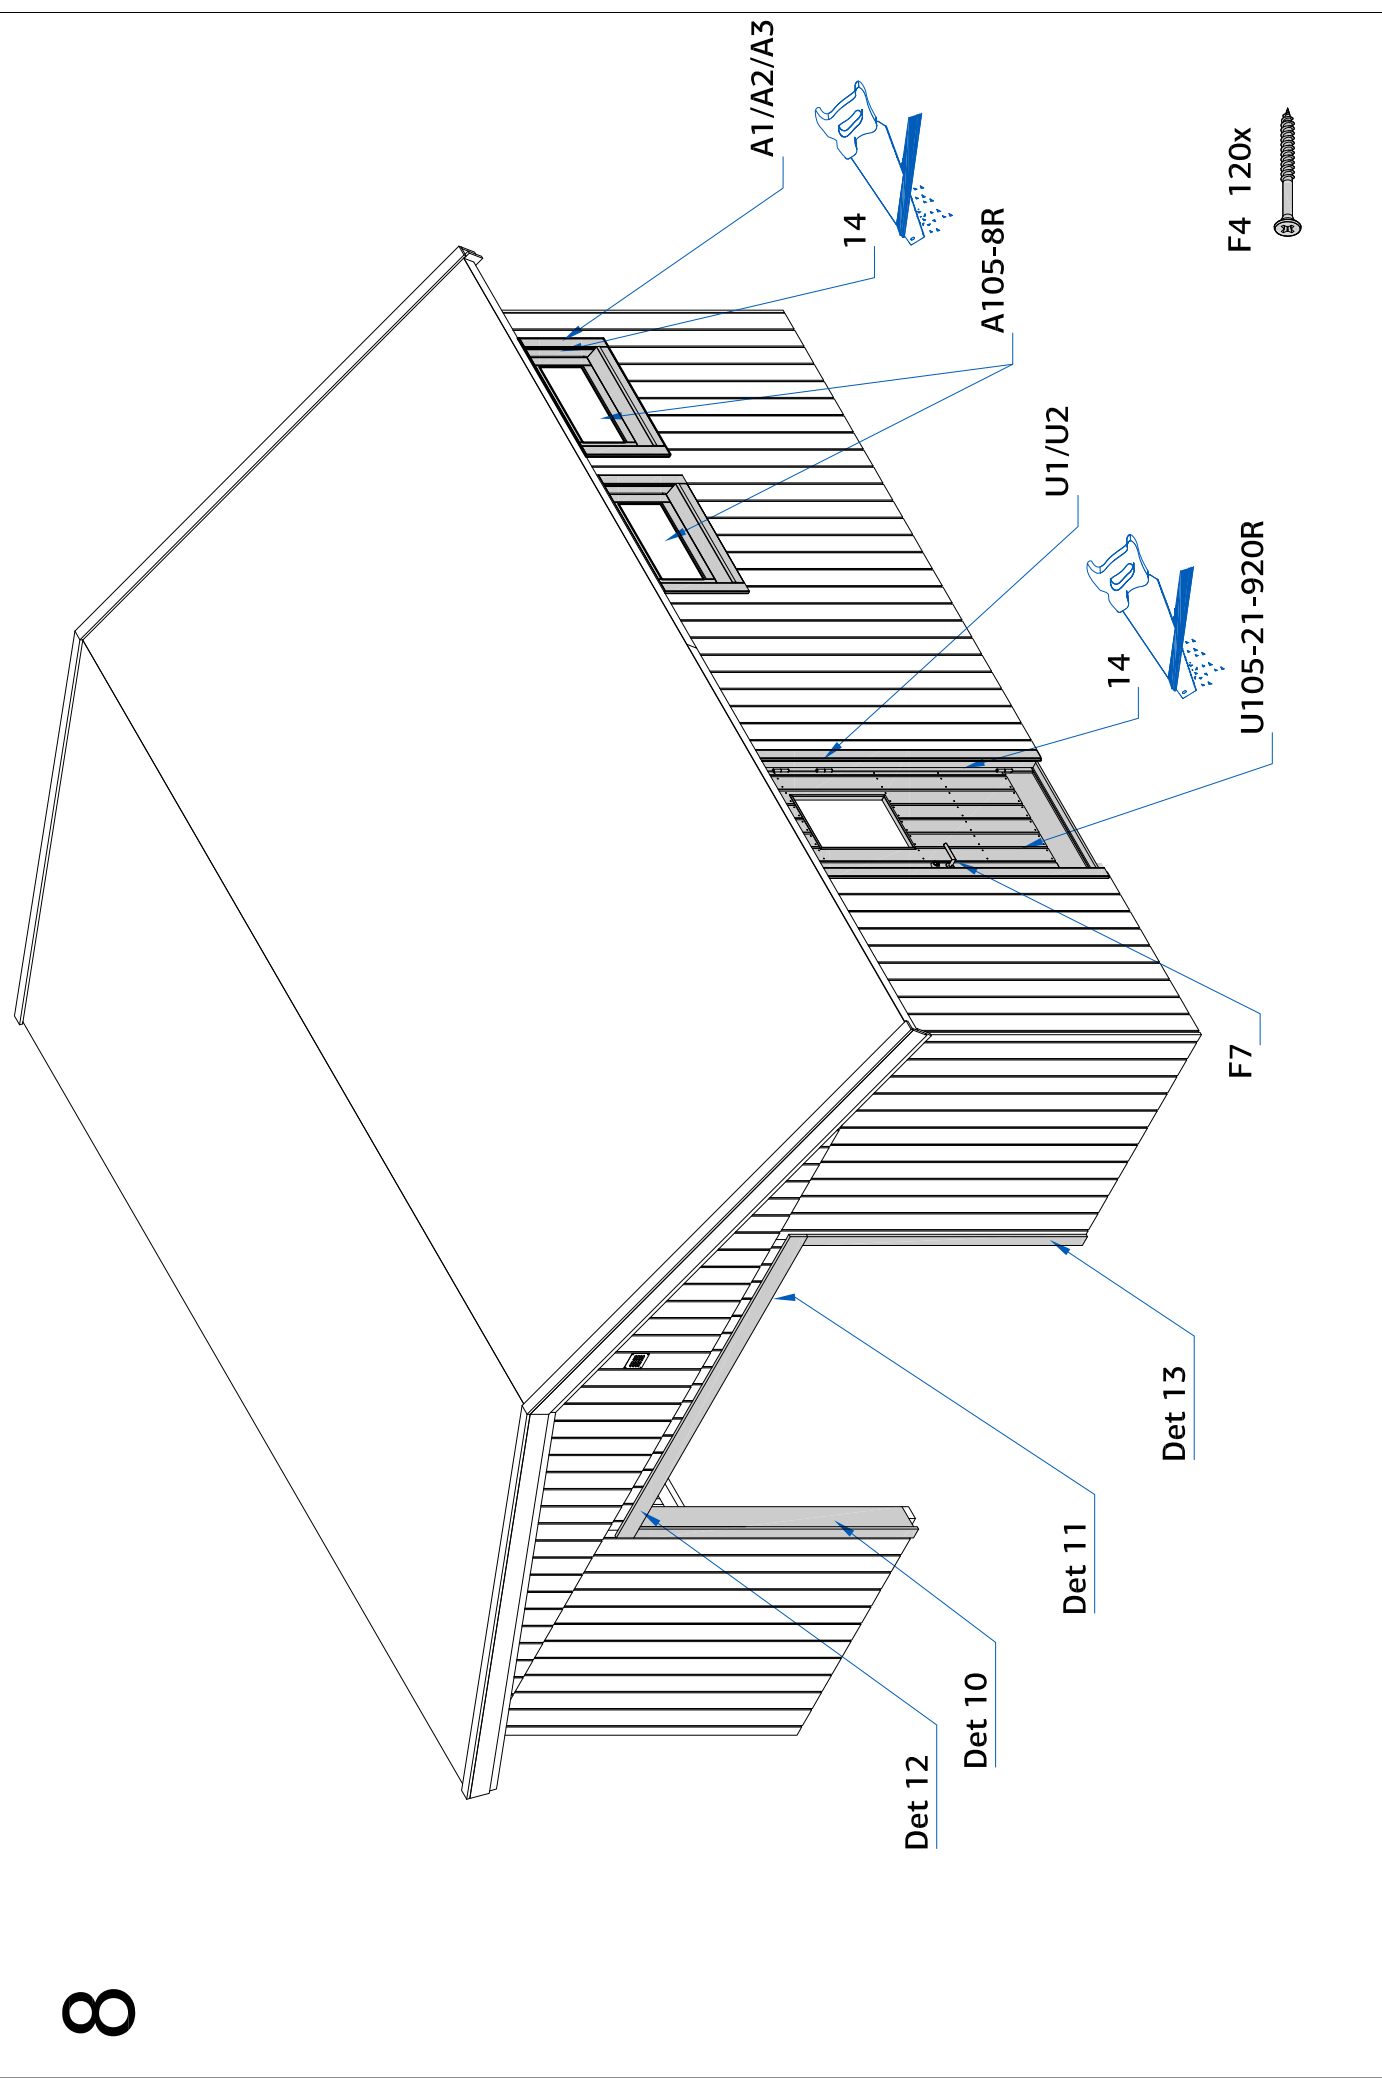 8
A1/A2/A3
14
A105-8R
F4 120x
U1/U2
14
U105-21-920R
F7
Det 13
Det 11
Det 10
Det 12